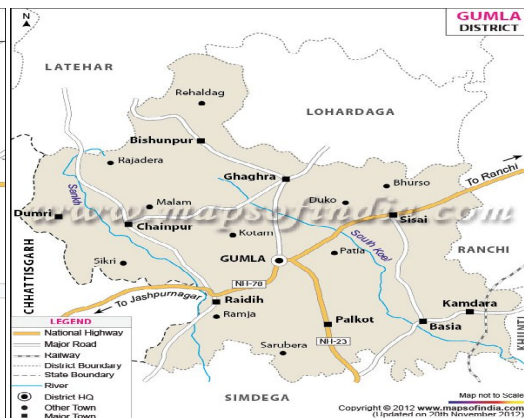 N
GUMLA
DISTRICT
LATEHAR
Rehaldag
LOHARDAGA
Bishunpur
Rajadera
Ghaghra
To Ranchi
Bhurso
Sankh
Malam
Duko
Dumri
www.mapsofindia.com
Sisai
Chainpur
Kotam
South Koel
RANCHI
CHHATTISGARH
Sikri
GUMLA
Patia
NH-78
To Jashpurnagar
Raidih
Kamdara
Ramja
Palkot
Basia
KHUNTI
NH-23
Sarubera
SIMDEGA
LEGEND
National Highway
Major Road
Railway
District Boundary
State Boundary
River
District HQ
Other Town
Major Town
Map not to Scale
Copyright © 2012 www.mapsofindia.com
(Updated on 20th November 2012)